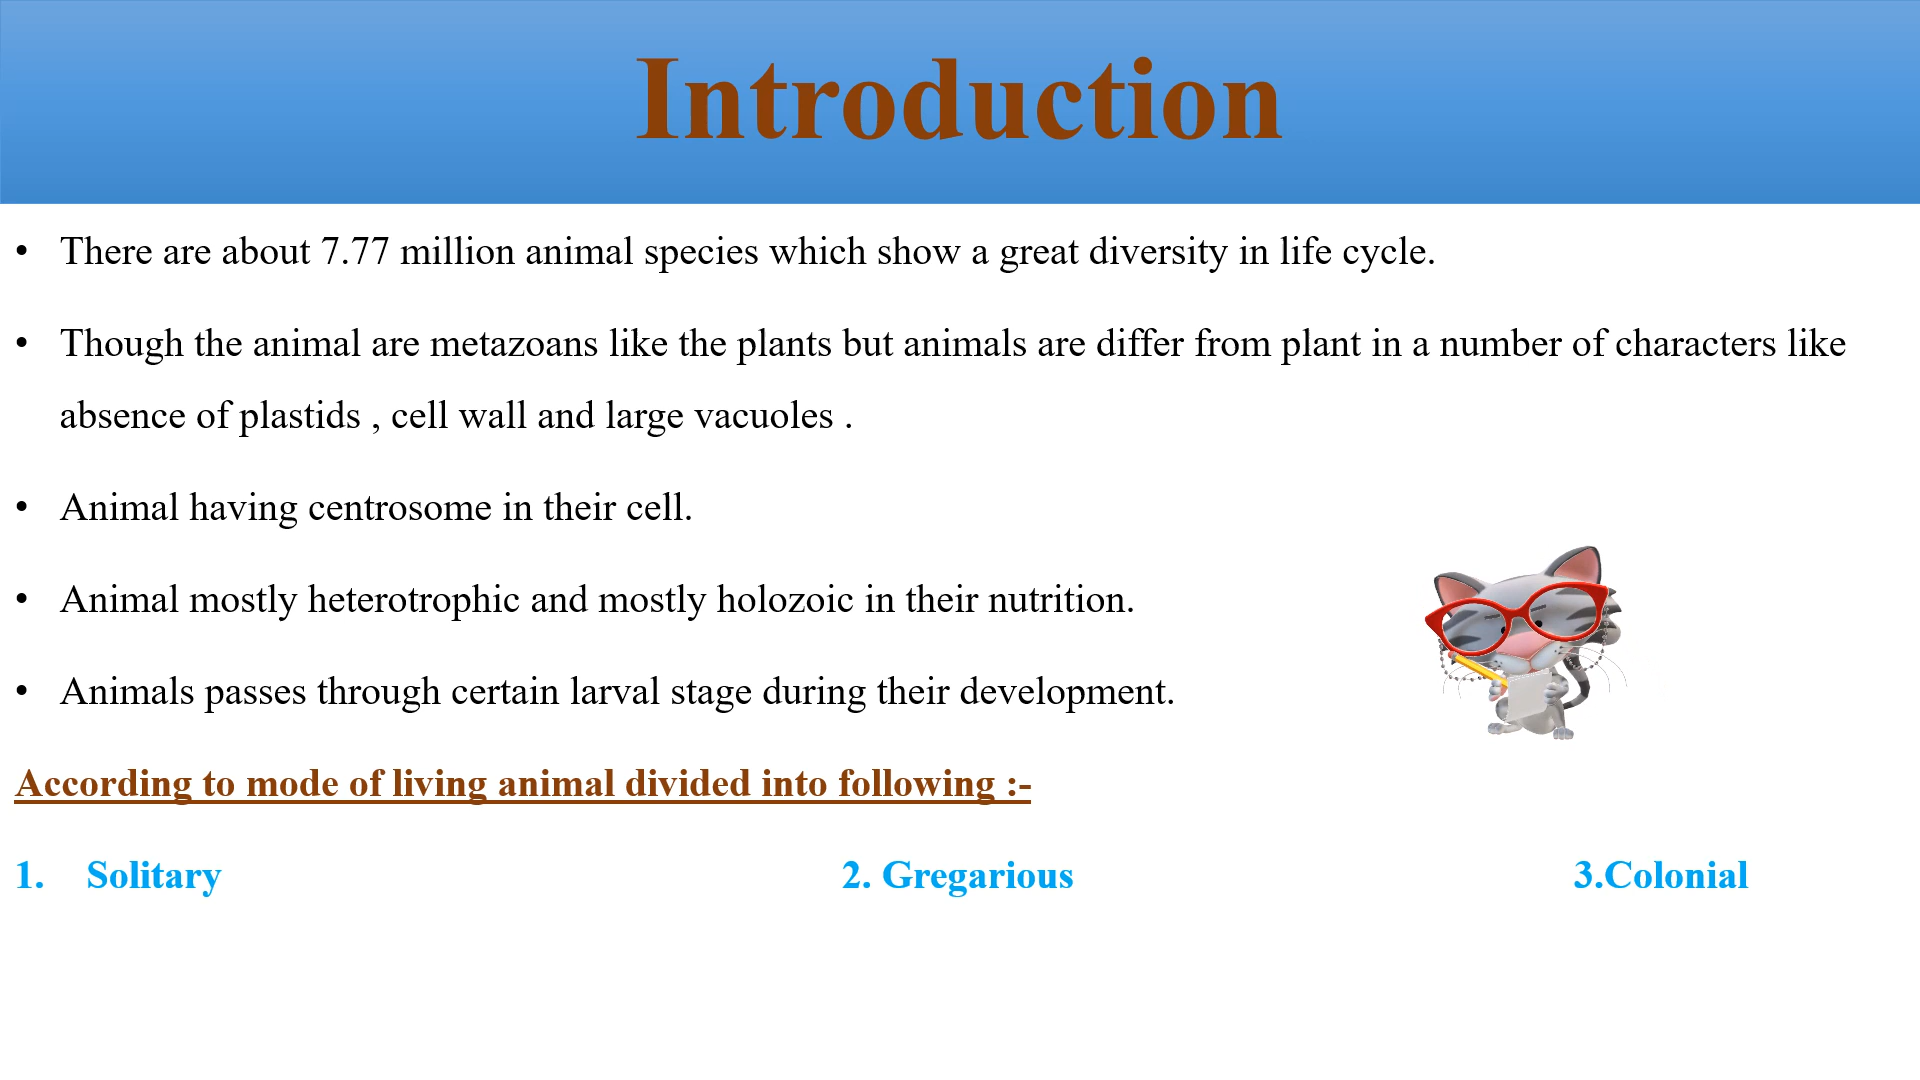 Introduction
• There are about 7.77 million animal species which show a great diversity in life cycle.
• Though the animal are metazoans like the plants but animals are differ from plant in a number of characters like
absence of plastids , cell wall and large vacuoles .
• Animal having centrosome in their cell.
• Animal mostly heterotrophic and mostly holozoic in their nutrition.
• Animals passes through certain larval stage during their development.
According to mode of living animal divided into following :-
1. Solitary 2. Gregarious 3.Colonial